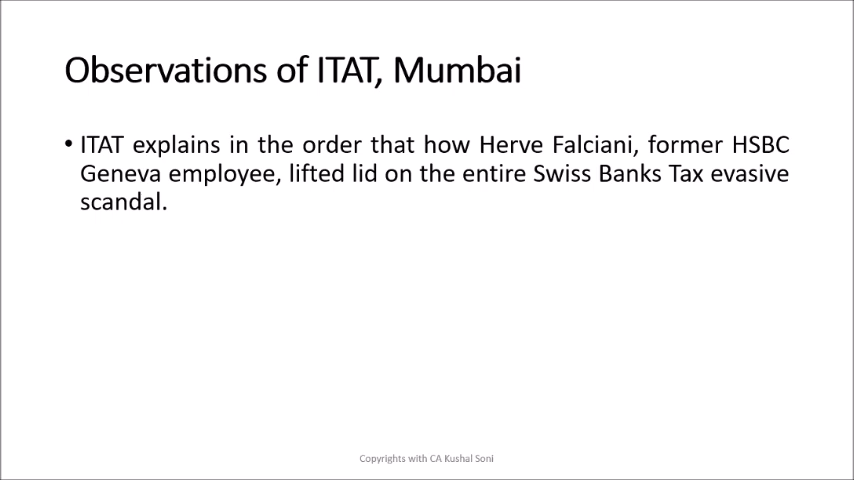 Observations of ITAT, Mumbai
• ITAT explains in the order that how Herve Falciani, former HSBC
Geneva employee, lifted lid on the entire Swiss Banks Tax evasive
scandal.
Copyrights with CA Kushal Soni